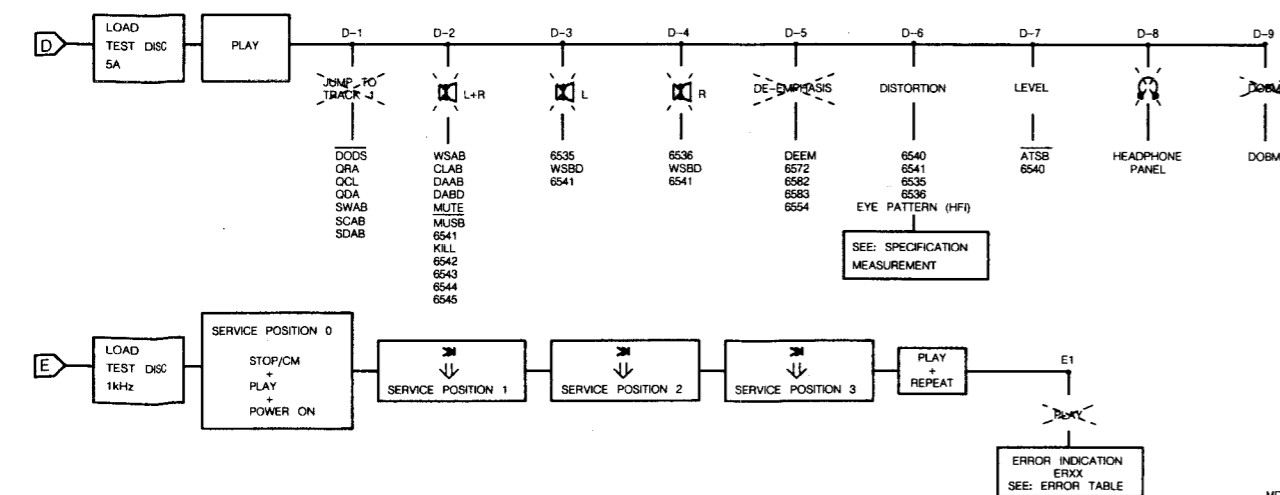 D
LOAD
TEST DISC
5A
PLAY
D-1
JUMP TO
TRACK 1
DODS
QRA
QCL
QDA
SWAB
SCAB
SDAB
D-2
L+R
WSAB
CLAB
DAAB
DABD
MUTE
MUSB
6541
KILL
6542
6543
6544
6545
D-3
L
6535
WSBD
6541
D-4
R
6536
WSBD
6541
D-5
DE-EMPHASIS
DEEM
6572
6582
6583
6554
D-6
DISTORTION
6540
6541
6535
6536
EYE PATTERN (HFI)
SEE: SPECIFICATION
MEASUREMENT
D-7
LEVEL
ATSB
6540
D-8
HEADPHONE
PANEL
D-9
DOBM
DOBM
E
LOAD
TEST DISC
1kHz
SERVICE POSITION 0
STOP/CM
+
PLAY
+
POWER ON
SERVICE POSITION 1
SERVICE POSITION 2
SERVICE POSITION 3
PLAY
+
REPEAT
E1
PLAY
ERROR INDICATION
ERXX
SEE: ERROR TABLE